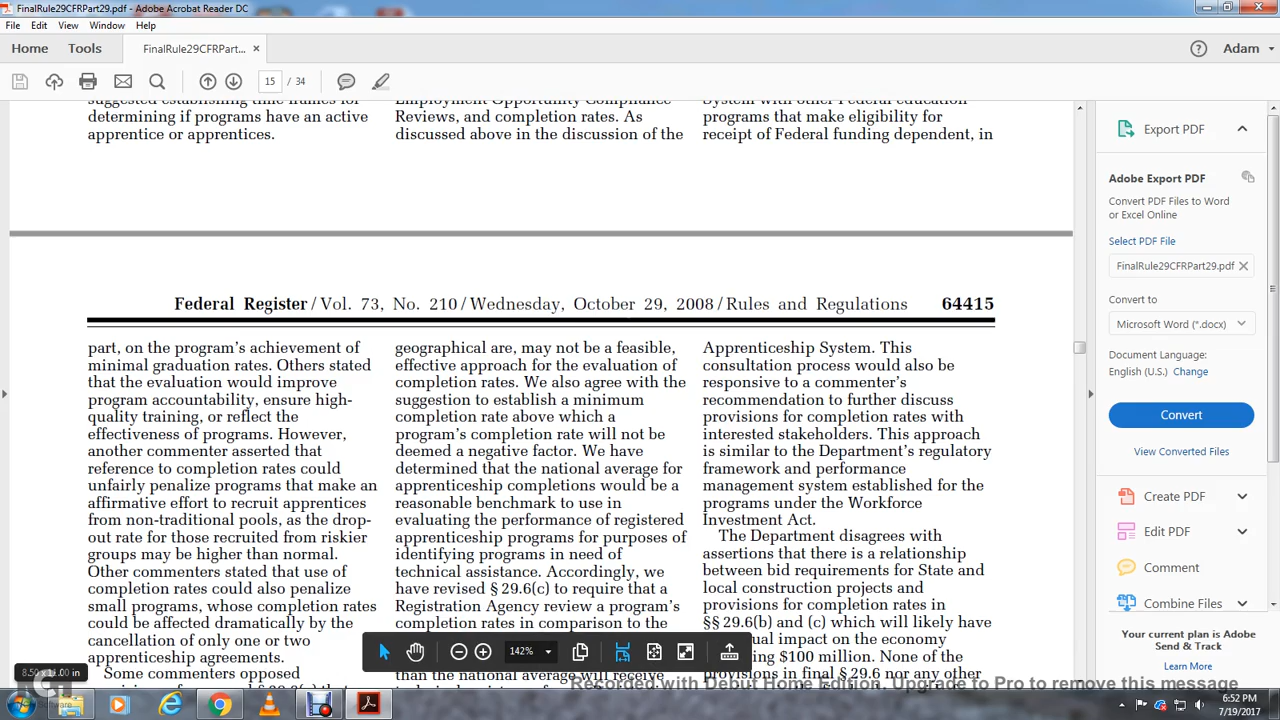 FinalRule29CFRPart29.pdf - Adobe Acrobat Reader DC
File Edit View Window Help
Home Tools FinalRule29CFRPart... × Adam
15 / 34
suggested establishing time frames for
determining if programs have an active
apprentice or apprentices.
Employment Opportunity Compliance
Reviews, and completion rates. As
discussed above in the discussion of the
System with other Federal education
programs that make eligibility for
receipt of Federal funding dependent, in
Federal Register / Vol. 73, No. 210 / Wednesday, October 29, 2008 / Rules and Regulations 64415
part, on the program's achievement of
minimal graduation rates. Others stated
that the evaluation would improve
program accountability, ensure high-
quality training, or reflect the
effectiveness of programs. However,
another commenter asserted that
reference to completion rates could
unfairly penalize programs that make an
affirmative effort to recruit apprentices
from non-traditional pools, as the drop-
out rate for those recruited from riskier
groups may be higher than normal.
Other commenters stated that use of
completion rates could also penalize
small programs, whose completion rates
could be affected dramatically by the
cancellation of only one or two
apprenticeship agreements.
Some commenters opposed
geographical are, may not be a feasible,
effective approach for the evaluation of
completion rates. We also agree with the
suggestion to establish a minimum
completion rate above which a
program's completion rate will not be
deemed a negative factor. We have
determined that the national average for
apprenticeship completions would be a
reasonable benchmark to use in
evaluating the performance of registered
apprenticeship programs for purposes of
identifying programs in need of
technical assistance. Accordingly, we
have revised § 29.6(c) to require that a
Registration Agency review a program's
completion rates in comparison to the
than the national average will receive
Apprenticeship System. This
consultation process would also be
responsive to a commenter's
recommendation to further discuss
provisions for completion rates with
interested stakeholders. This approach
is similar to the Department's regulatory
framework and performance
management system established for the
programs under the Workforce
Investment Act.
The Department disagrees with
assertions that there is a relationship
between bid requirements for State and
local construction projects and
provisions for completion rates in
§§ 29.6(b) and (c) which will likely have
impact on the economy
$100 million. None of the
provisions in final § 29.6 nor any other
142%
8.50 x 11.00 in
Export PDF
Adobe Export PDF
Convert PDF Files to Word
or Excel Online
Select PDF File
FinalRule29CFRPart29.pdf ×
Convert to
Microsoft Word (*.docx)
Document Language:
English (U.S.) Change
Convert
View Converted Files
Create PDF
Edit PDF
Comment
Combine Files
Your current plan is Adobe
Send & Track
Learn More
Recorded with Debut Home Edition. Upgrade to Pro to remove this message
6:52 PM
7/19/2017